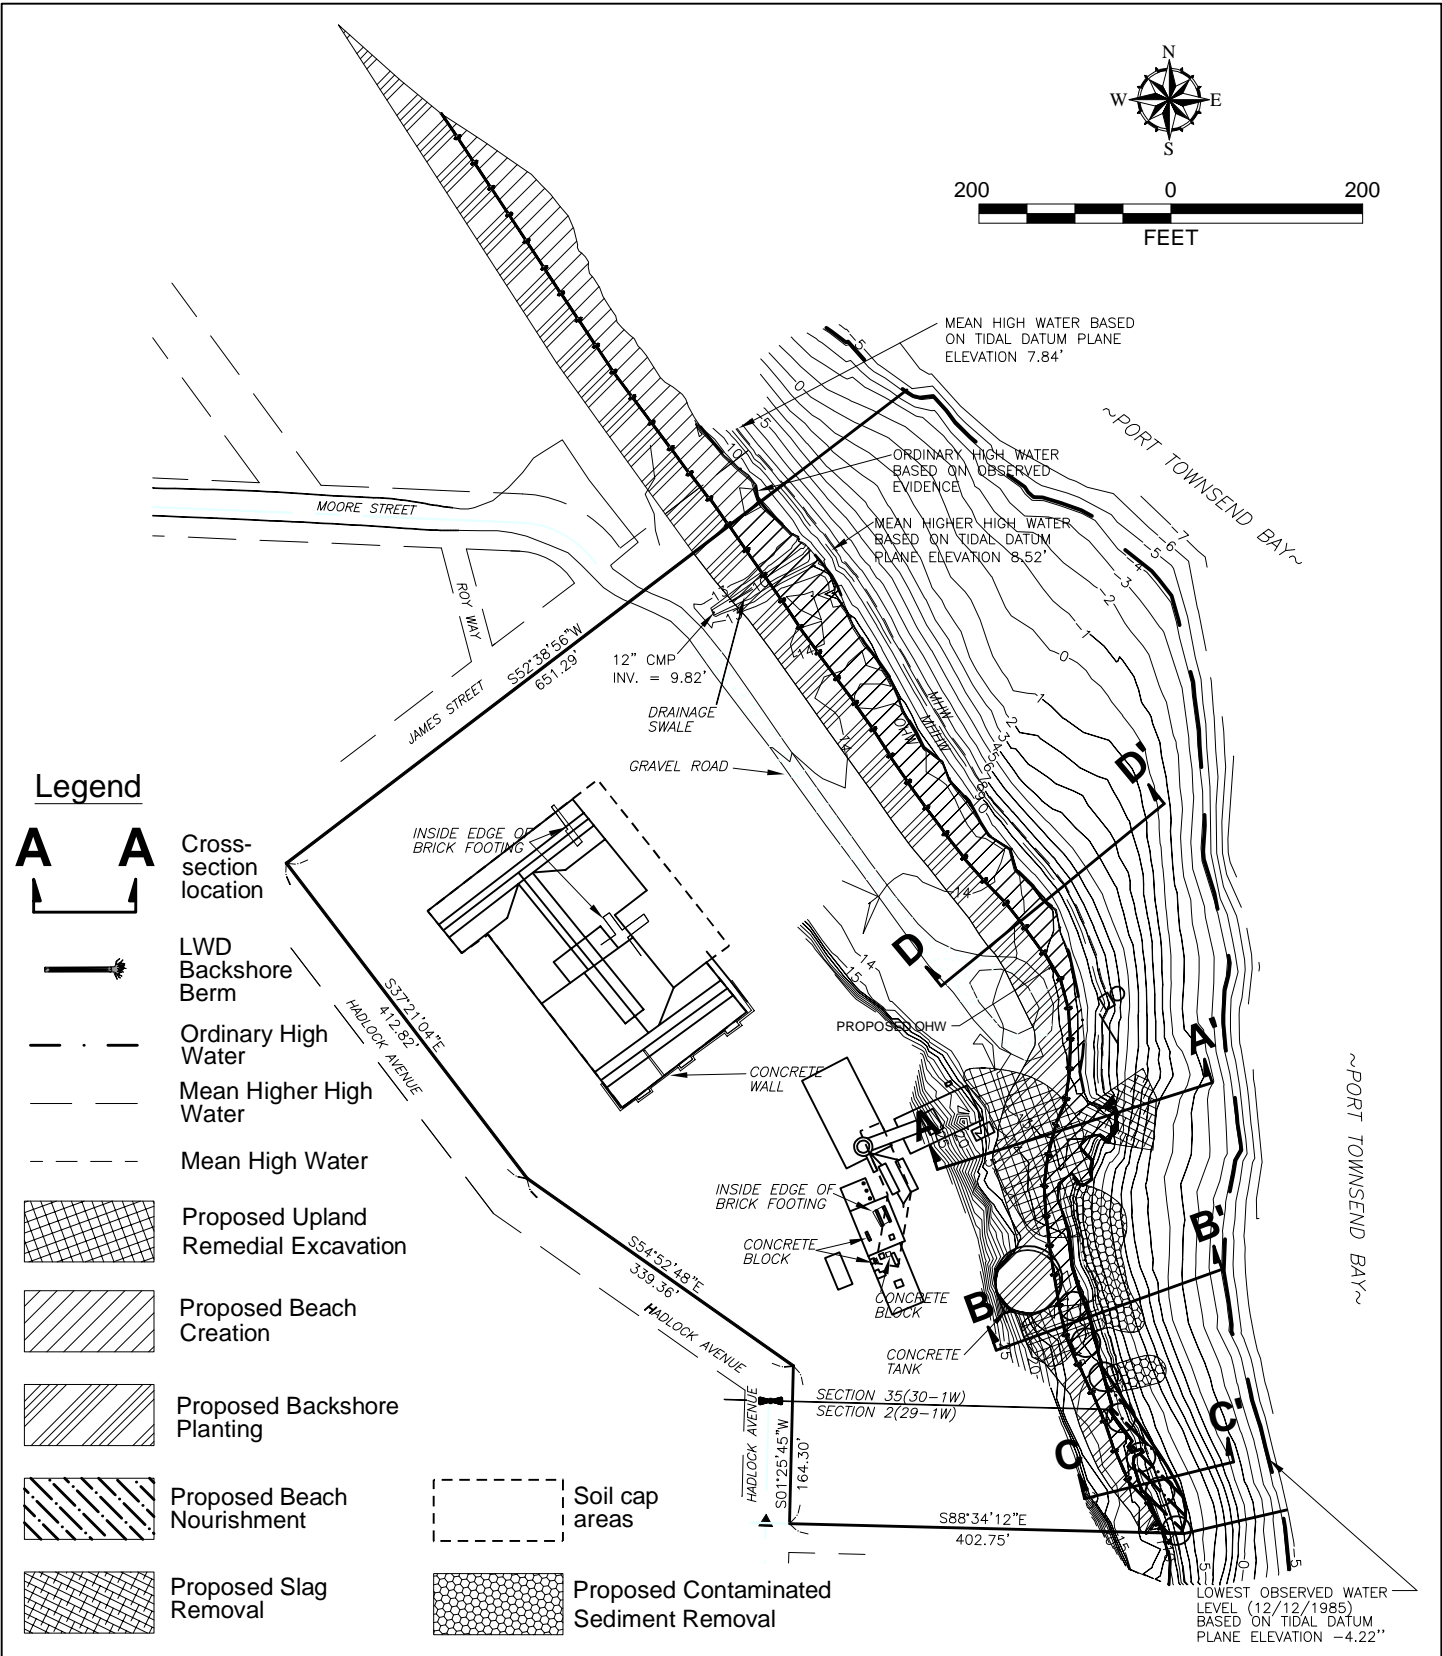 N
W E
S
200 0 200
FEET
MEAN HIGH WATER BASED
ON TIDAL DATUM PLANE
ELEVATION 7.84'
~PORT TOWNSEND BAY~
ORDINARY HIGH WATER
BASED ON OBSERVED
EVIDENCE
MEAN HIGHER HIGH WATER
BASED ON TIDAL DATUM
PLANE ELEVATION 8.52'
MOORE STREET
ROY WAY
S52°38'56"W
651.29'
JAMES STREET
12" CMP
INV. = 9.82'
DRAINAGE
SWALE
GRAVEL ROAD
MHW
MHHW
OHW
D'
D
INSIDE EDGE OF
BRICK FOOTING
PROPOSED OHW
S37°21'04"E
412.82'
HADLOCK AVENUE
CONCRETE
WALL
A'
A
~PORT TOWNSEND BAY~
INSIDE EDGE OF
BRICK FOOTING
CONCRETE
BLOCK
CONCRETE
BLOCK
B'
B
S54°52'48"E
339.36'
HADLOCK AVENUE
CONCRETE
TANK
SECTION 35(30-1W)
SECTION 2(29-1W)
C'
C
HADLOCK AVENUE
S01°25'45"W
164.30'
S88°34'12"E
402.75'
LOWEST OBSERVED WATER
LEVEL (12/12/1985)
BASED ON TIDAL DATUM
PLANE ELEVATION -4.22''
Legend
A A
Cross-
section
location
LWD
Backshore
Berm
Ordinary High
Water
Mean Higher High
Water
Mean High Water
Proposed Upland
Remedial Excavation
Proposed Beach
Creation
Proposed Backshore
Planting
Proposed Beach
Nourishment
Proposed Slag
Removal
Soil cap
areas
Proposed Contaminated
Sediment Removal